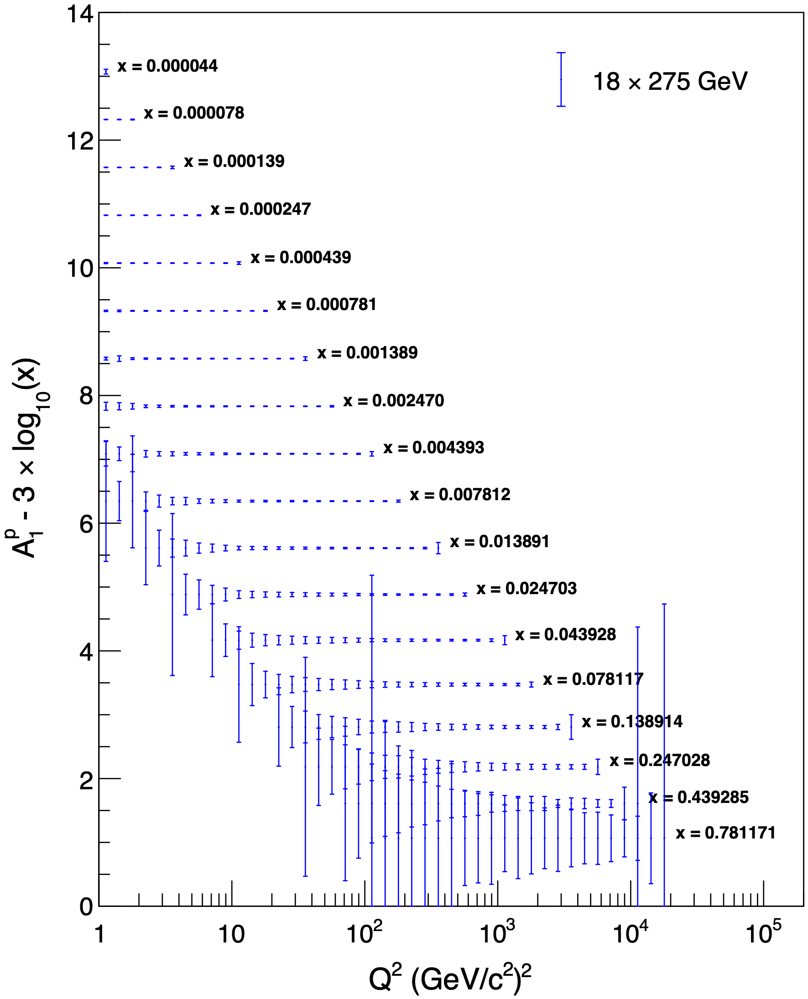 14
x = 0.000044
18 × 275 GeV
x = 0.000078
12
x = 0.000139
x = 0.000247
10
x = 0.000439
x = 0.000781
x = 0.001389
8
x = 0.002470
x = 0.004393
x = 0.007812
6
x = 0.013891
x = 0.024703
x = 0.043928
4
x = 0.078117
x = 0.138914
x = 0.247028
2
x = 0.439285
x = 0.781171
0
1 10 10² 10³ 10⁴ 10⁵
Q² (GeV/c²)²
A₁ᵖ - 3 × log₁₀(x)